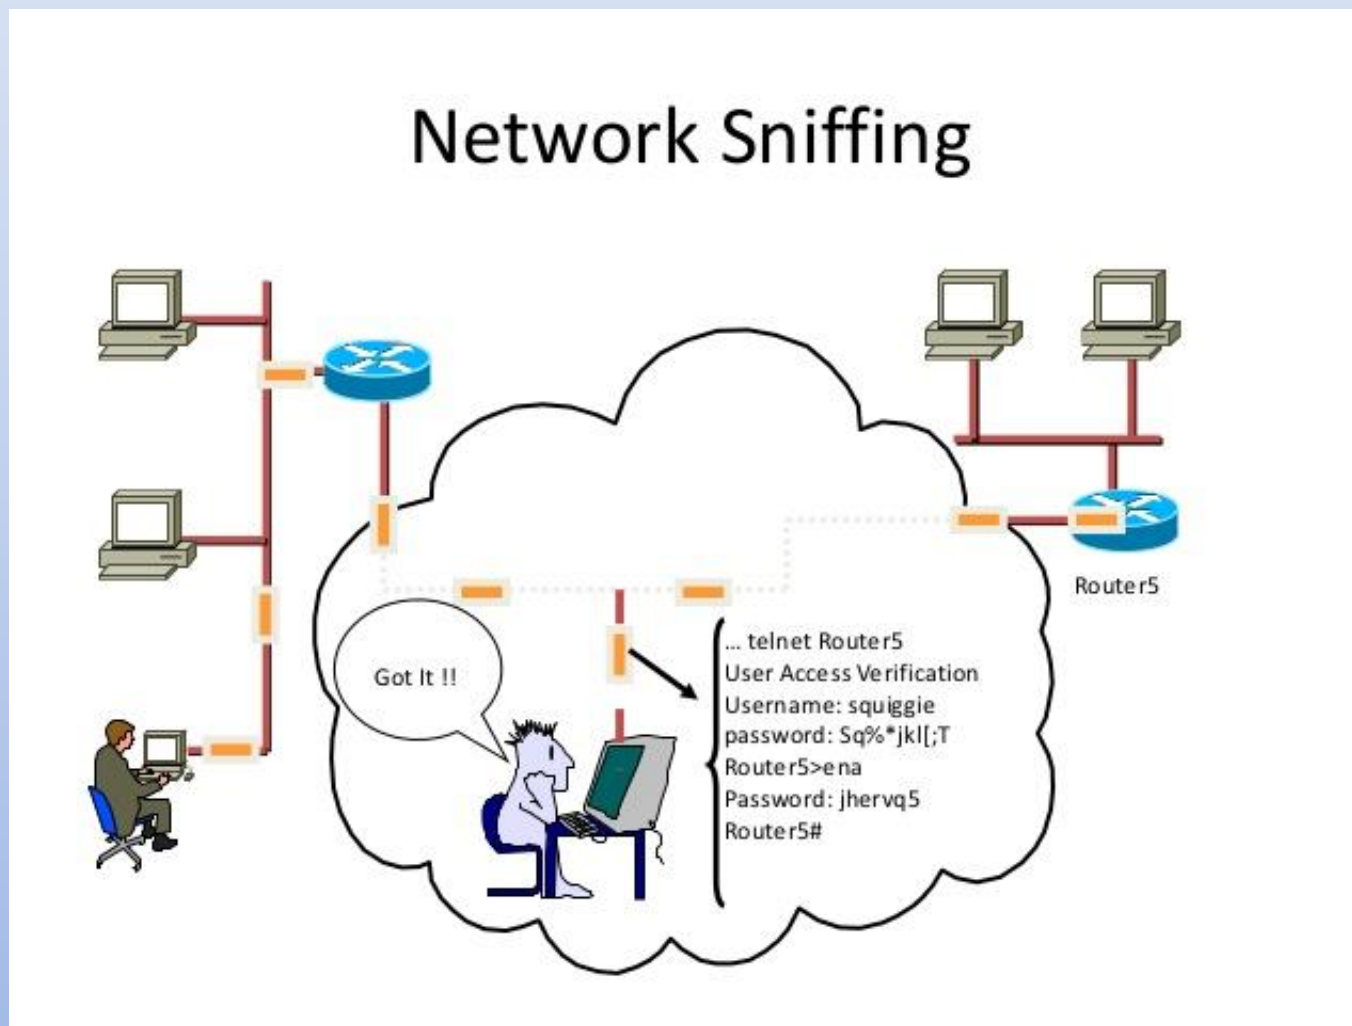 Network Sniffing
Router5
Got It !!
... telnet Router5
User Access Verification
Username: squiggie
password: Sq%*jkl[;T
Router5>ena
Password: jhervq5
Router5#